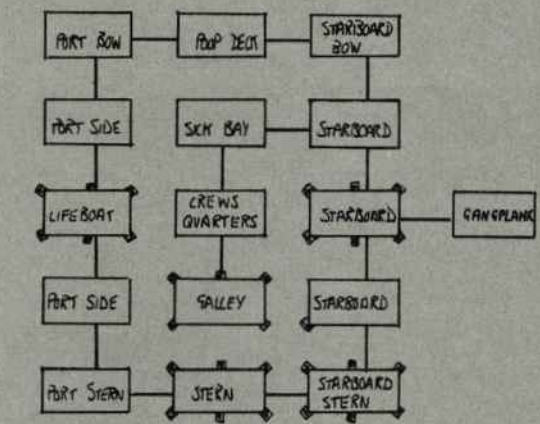 PORT BOW
POOP DECK
STARBOARD
BOW
PORT SIDE
SICK BAY
STARBOARD
LIFEBOAT
CREWS
QUARTERS
STARBOARD
GANGPLANK
PORT SIDE
GALLEY
STARBOARD
PORT STERN
STERN
STARBOARD
STERN